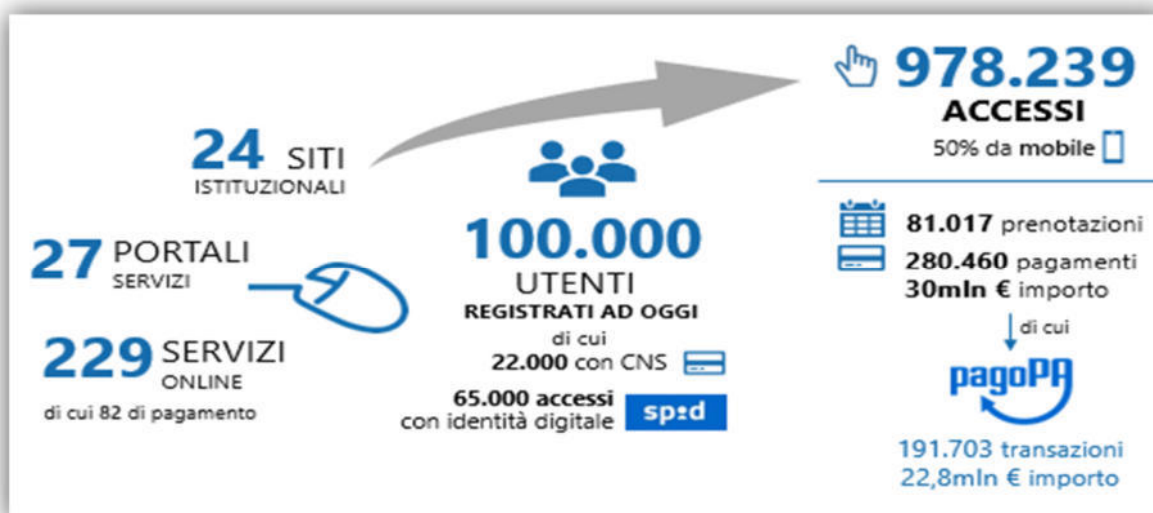 24 SITI
ISTITUZIONALI
27 PORTALI
SERVIZI
229 SERVIZI
ONLINE
di cui 82 di pagamento
100.000
UTENTI
REGISTRATI AD OGGI
di cui
22.000 con CNS
65.000 accessi
con identità digitale
sp:d
978.239
ACCESSI
50% da mobile
81.017 prenotazioni
280.460 pagamenti
30mln € importo
di cui
pagoPA
191.703 transazioni
22,8mln € importo